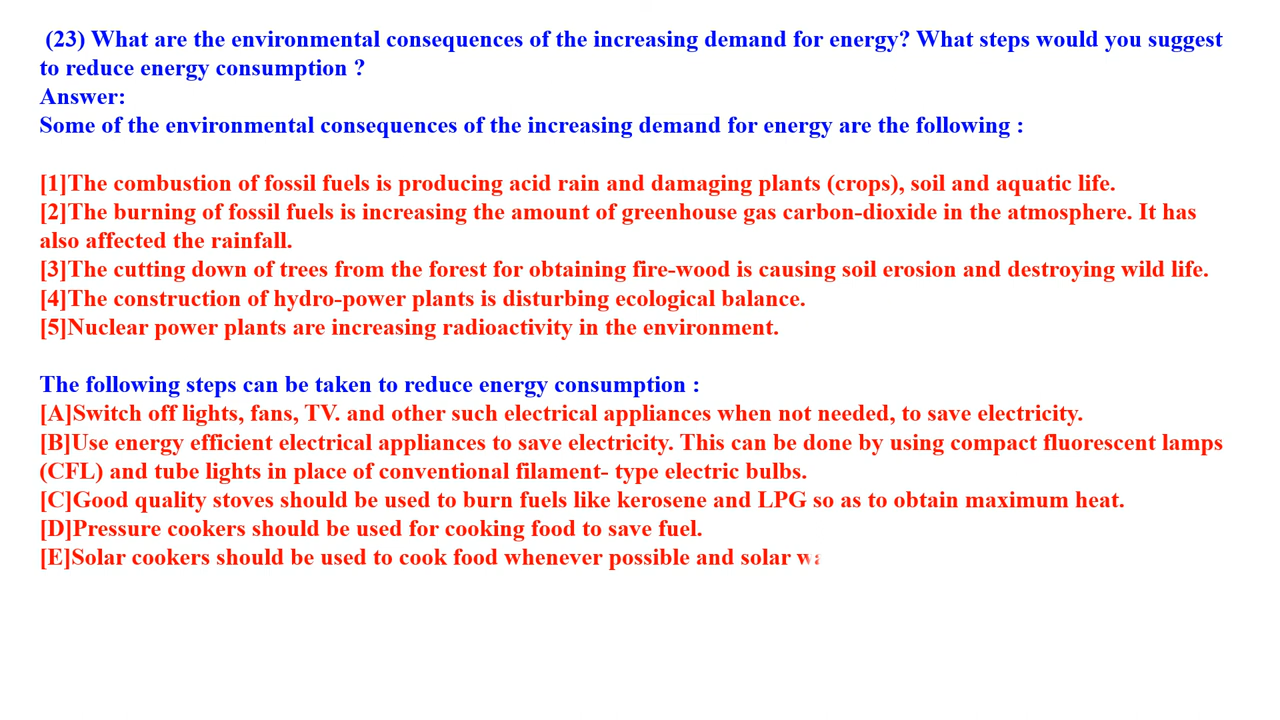 (23) What are the environmental consequences of the increasing demand for energy? What steps would you suggest
to reduce energy consumption ?
Answer:
Some of the environmental consequences of the increasing demand for energy are the following :
[1]The combustion of fossil fuels is producing acid rain and damaging plants (crops), soil and aquatic life.
[2]The burning of fossil fuels is increasing the amount of greenhouse gas carbon-dioxide in the atmosphere. It has
also affected the rainfall.
[3]The cutting down of trees from the forest for obtaining fire-wood is causing soil erosion and destroying wild life.
[4]The construction of hydro-power plants is disturbing ecological balance.
[5]Nuclear power plants are increasing radioactivity in the environment.
The following steps can be taken to reduce energy consumption :
[A]Switch off lights, fans, TV. and other such electrical appliances when not needed, to save electricity.
[B]Use energy efficient electrical appliances to save electricity. This can be done by using compact fluorescent lamps
(CFL) and tube lights in place of conventional filament- type electric bulbs.
[C]Good quality stoves should be used to burn fuels like kerosene and LPG so as to obtain maximum heat.
[D]Pressure cookers should be used for cooking food to save fuel.
[E]Solar cookers should be used to cook food whenever possible and solar